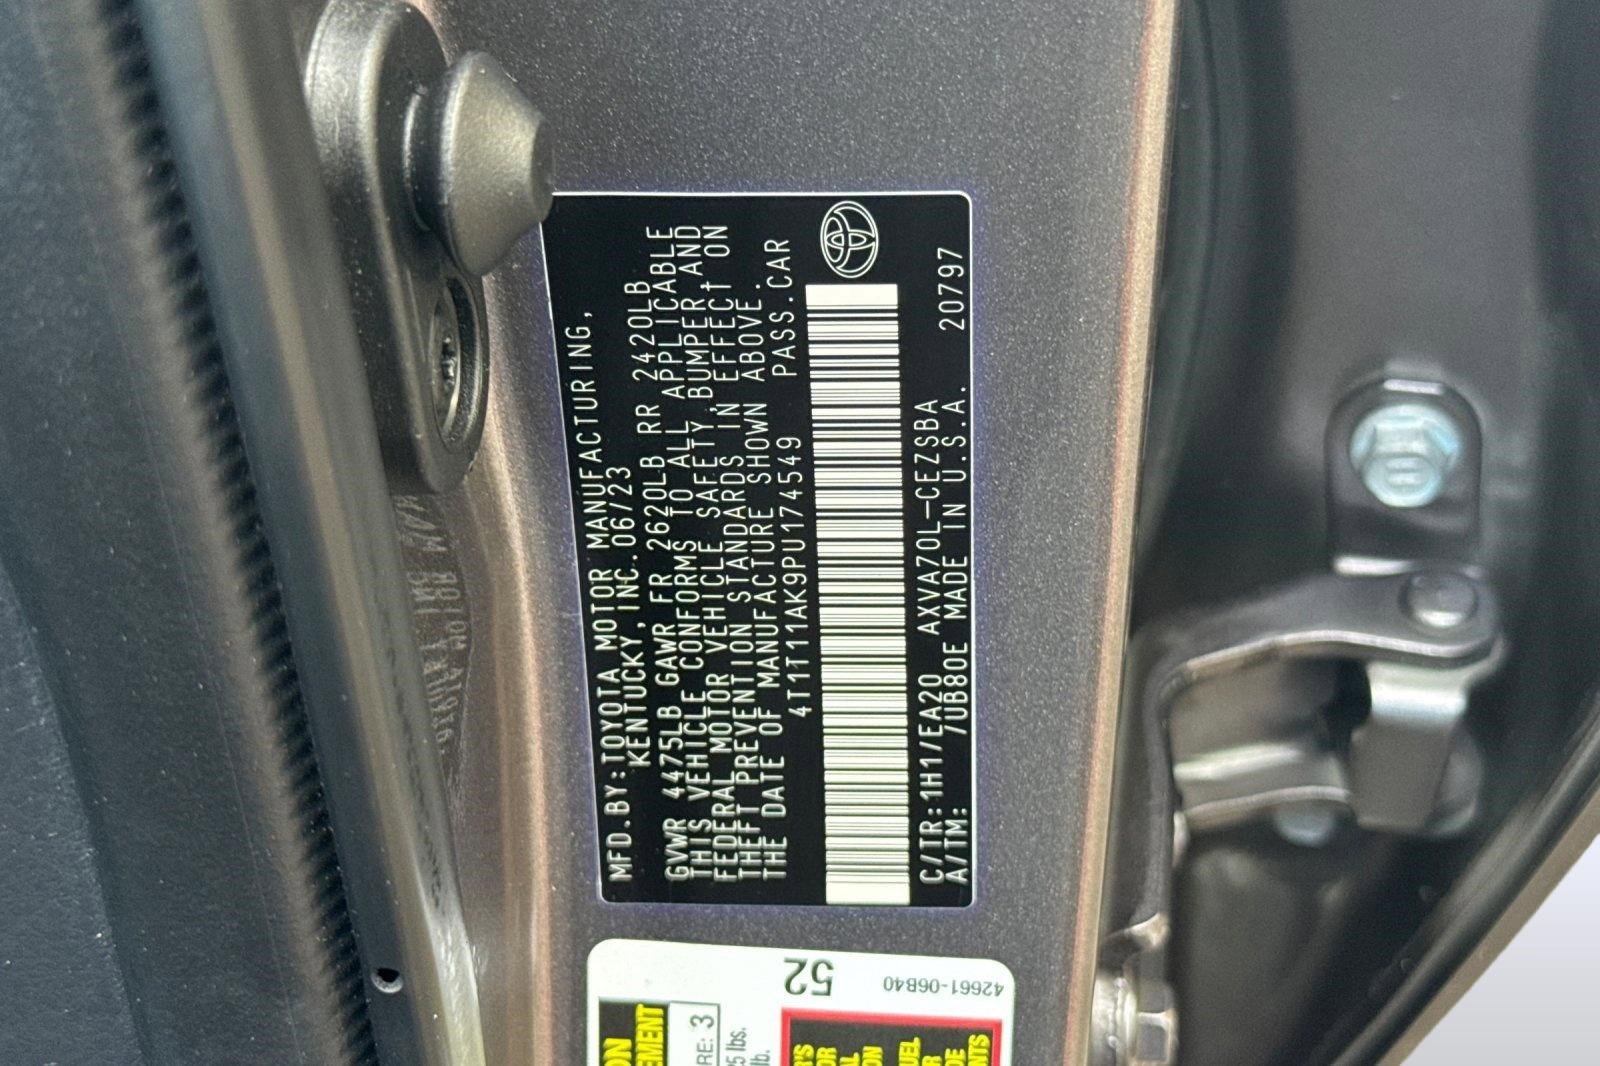 MFD.BY:TOYOTA MOTOR MANUFACTURING,
KENTUCKY,INC. 06/23
GVWR 4475LB GAWR FR 2620LB RR 2420LB
THIS VEHICLE CONFORMS TO ALL APPLICABLE
FEDERAL MOTOR VEHICLE SAFETY,BUMPER,AND
THEFT PREVENTION STANDARDS IN EFFECT ON
THE DATE OF MANUFACTURE SHOWN ABOVE.
4T1T11AK9PU174549 PASS.CAR
C/TR:1H1/EA20 AXVA70L-CEZSBA
A/TM: /UB80E MADE IN U.S.A. 20797
52
42661-06B40